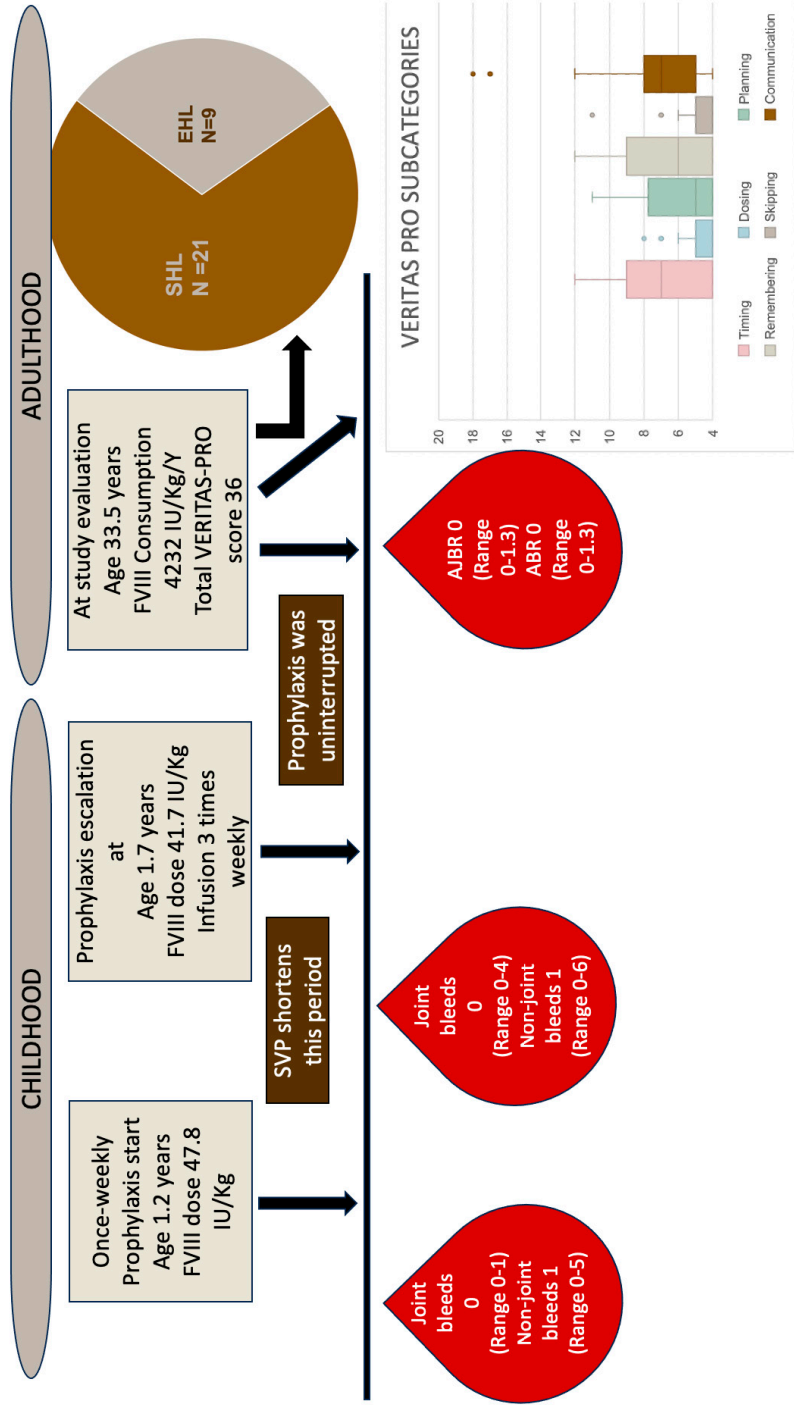 CHILDHOOD
ADULTHOOD
Once-weekly
Prophylaxis start
Age 1.2 years
FVIII dose 47.8
IU/Kg
Prophylaxis escalation
at
Age 1.7 years
FVIII dose 41.7 IU/Kg
Infusion 3 times
weekly
At study evaluation
Age 33.5 years
FVIII Consumption
4232 IU/Kg/Y
Total VERITAS-PRO
score 36
SHL
N =21
EHL
N=9
SVP shortens
this period
Prophylaxis was
uninterrupted
Joint
bleeds
0
(Range 0-1)
Non-joint
bleeds 1
(Range 0-5)
Joint
bleeds
0
(Range 0-4)
Non-joint
bleeds 1
(Range 0-6)
AJBR 0
(Range
0-1.3)
ABR 0
(Range
0-1.3)
VERITAS PRO SUBCATEGORIES
20
18
16
14
12
10
8
6
4
Timing
Dosing
Planning
Remembering
Skipping
Communication